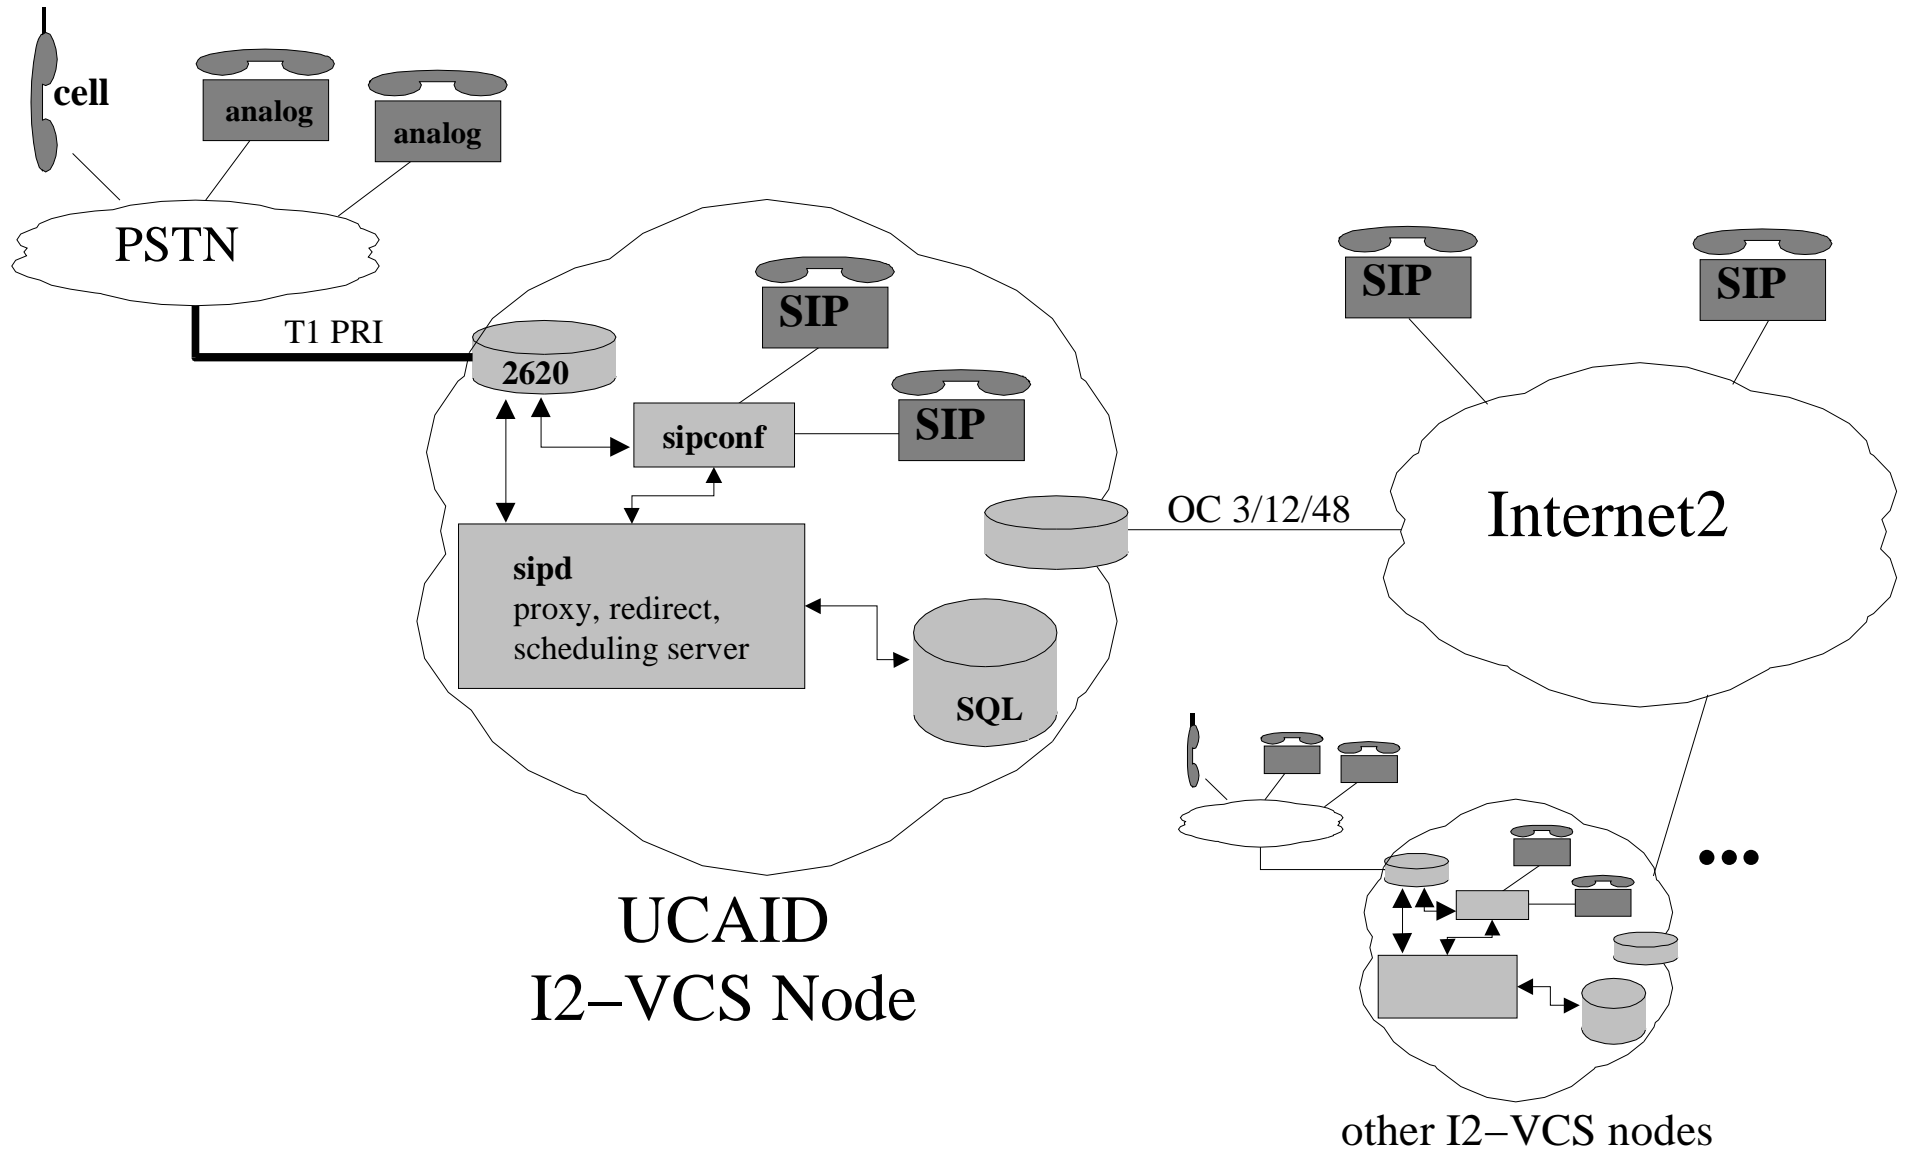 cell
analog
analog
PSTN
T1 PRI
2620
SIP
SIP
sipconf
sipd
proxy, redirect,
scheduling server
SQL
OC 3/12/48
SIP
SIP
Internet2
UCAID
I2−VCS Node
other I2−VCS nodes